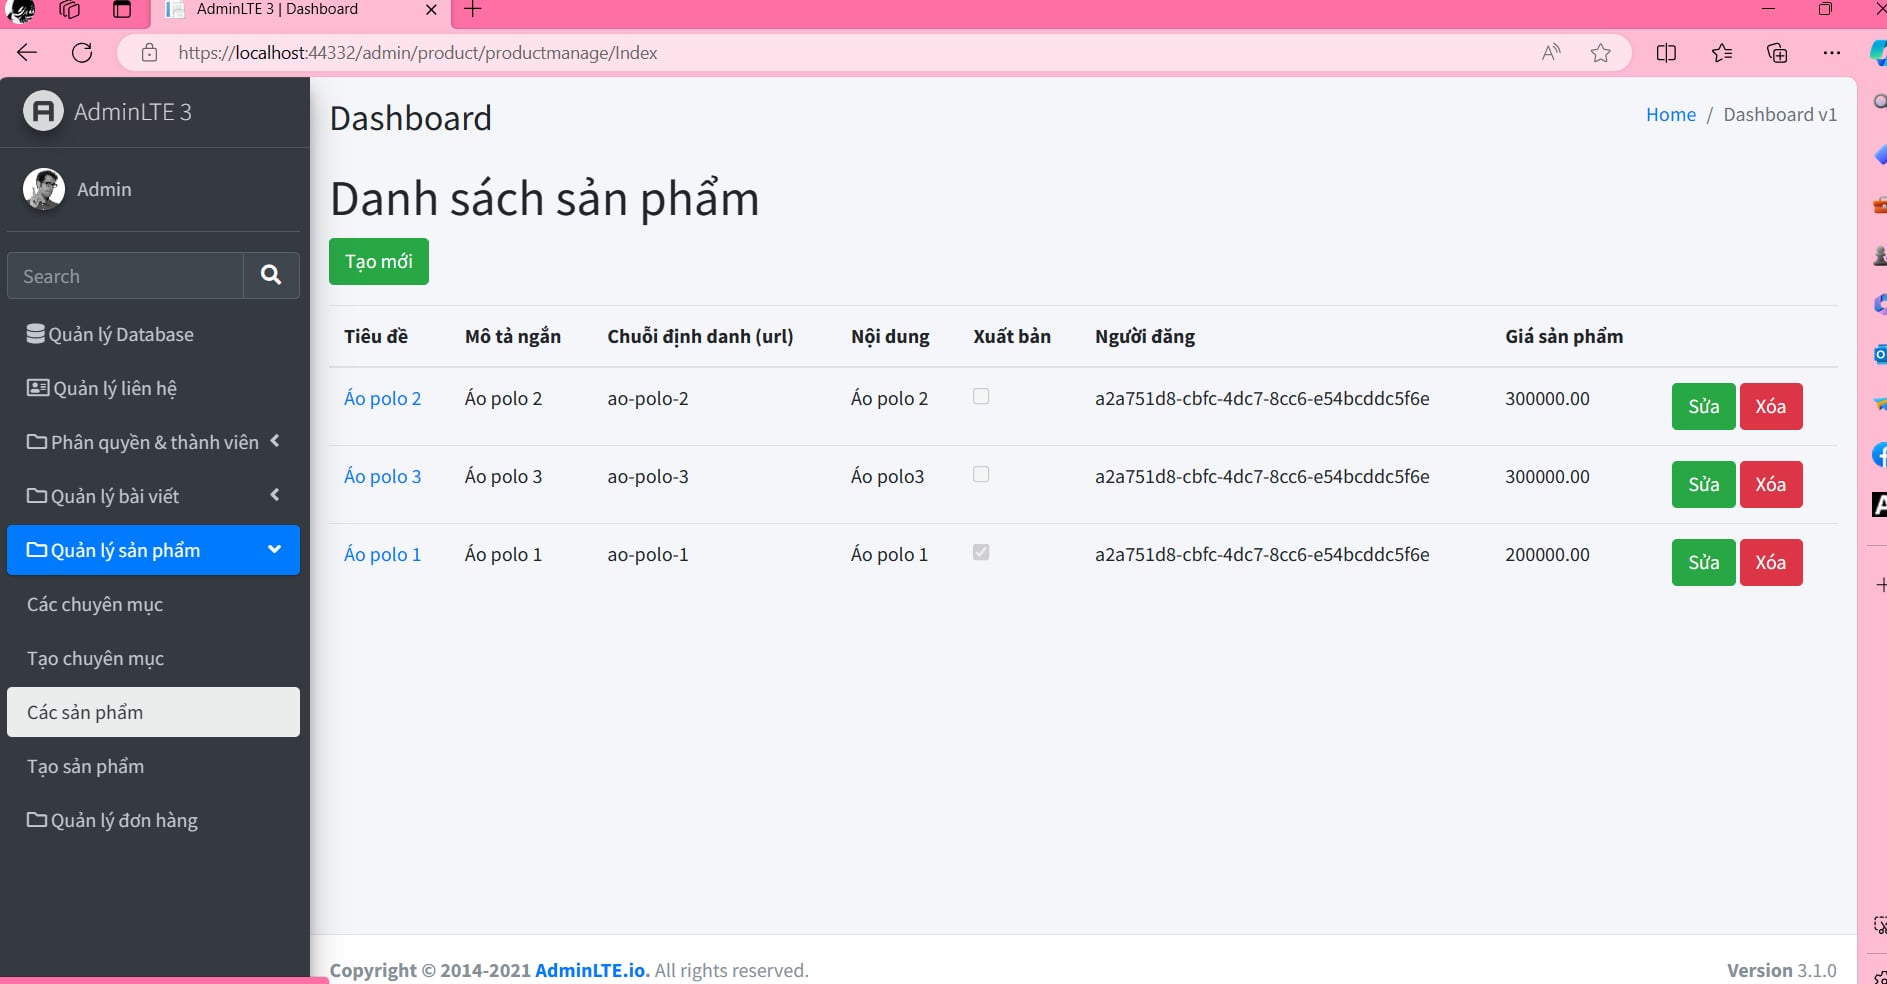 AdminLTE 3 | Dashboard
https://localhost:44332/admin/product/productmanage/Index
AdminLTE 3
Admin
Search
Quản lý Database
Quản lý liên hệ
Phân quyền & thành viên
Quản lý bài viết
Quản lý sản phẩm
Các chuyên mục
Tạo chuyên mục
Các sản phẩm
Tạo sản phẩm
Quản lý đơn hàng
Dashboard
Home / Dashboard v1
Danh sách sản phẩm
Tạo mới
Tiêu đề Mô tả ngắn Chuỗi định danh (url) Nội dung Xuất bản Người đăng Giá sản phẩm
Áo polo 2 Áo polo 2 ao-polo-2 Áo polo 2 a2a751d8-cbfc-4dc7-8cc6-e54bcddc5f6e 300000.00 Sửa Xóa
Áo polo 3 Áo polo 3 ao-polo-3 Áo polo3 a2a751d8-cbfc-4dc7-8cc6-e54bcddc5f6e 300000.00 Sửa Xóa
Áo polo 1 Áo polo 1 ao-polo-1 Áo polo 1 a2a751d8-cbfc-4dc7-8cc6-e54bcddc5f6e 200000.00 Sửa Xóa
Copyright © 2014-2021 AdminLTE.io. All rights reserved.
Version 3.1.0